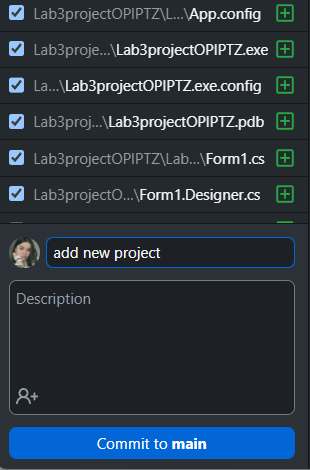 Lab3projectOPIPTZ\L...\App.config
Lab3proje...\Lab3projectOPIPTZ.exe
La...\Lab3projectOPIPTZ.exe.config
Lab3proj...\Lab3projectOPIPTZ.pdb
Lab3projectOPIPTZ\Lab...\Form1.cs
Lab3projectO...\Form1.Designer.cs
add new project
Description
Commit to main